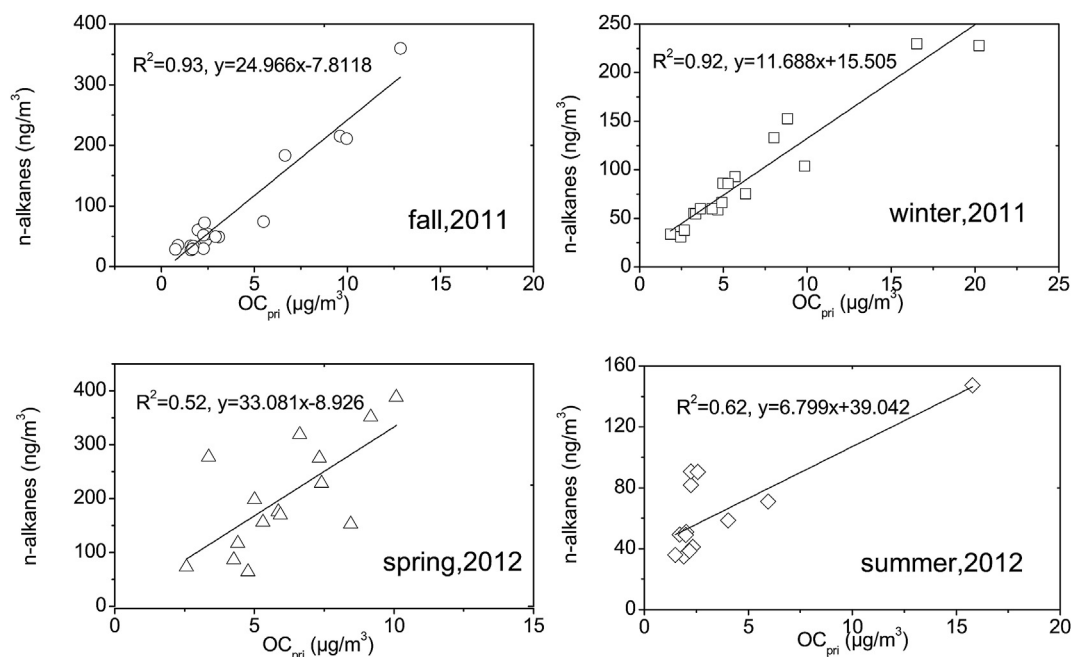 400
300
200
100
0
n-alkanes (ng/m³)
R²=0.93, y=24.966x-7.8118
fall,2011
0 5 10 15 20
OCpri (μg/m³)
250
200
150
100
50
0
n-alkanes (ng/m³)
R²=0.92, y=11.688x+15.505
winter,2011
0 5 10 15 20 25
OCpri (μg/m³)
400
300
200
100
0
n-alkanes (ng/m³)
R²=0.52, y=33.081x-8.926
spring,2012
0 5 10 15
OCpri (μg/m³)
160
120
80
40
0
n-alkanes (ng/m³)
R²=0.62, y=6.799x+39.042
summer,2012
0 5 10 15 20
OCpri (μg/m³)